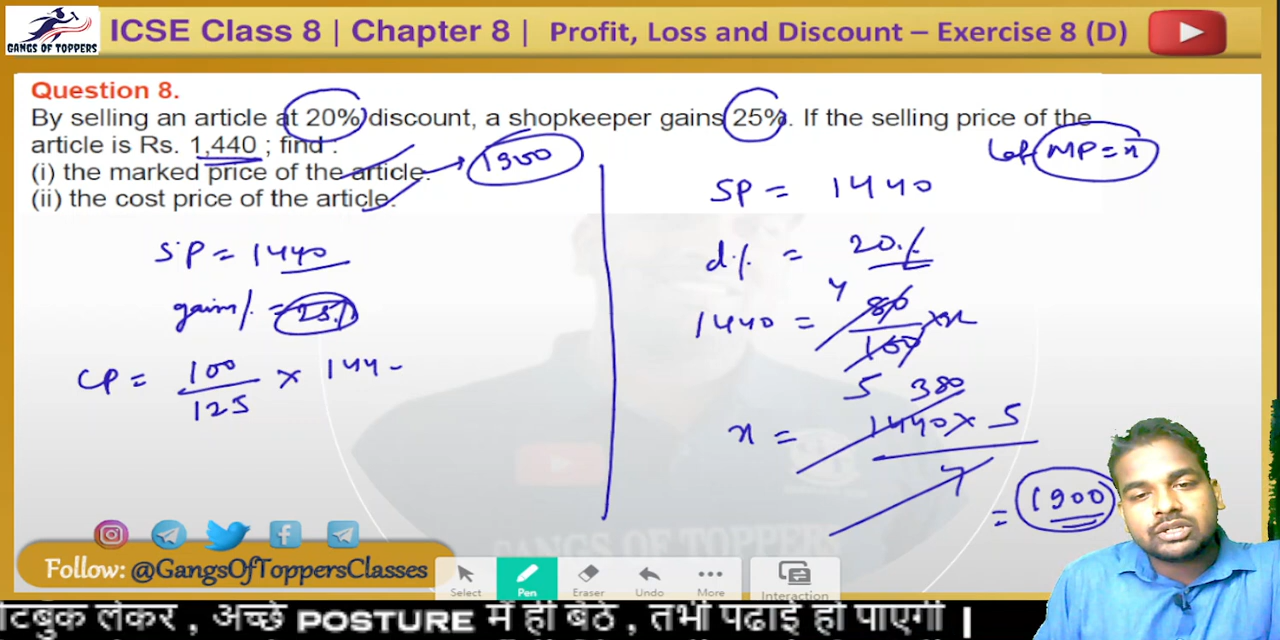 GANGS OF TOPPERS
ICSE Class 8 | Chapter 8 | Profit, Loss and Discount – Exercise 8 (D)
Question 8.
By selling an article at 20% discount, a shopkeeper gains 25%. If the selling price of the
article is Rs. 1,440 ; find :
(i) the marked price of the article.
(ii) the cost price of the article.
1900
let MP = x
SP = 1440
gain% = 25%
CP = 100/125 × 144
SP = 1440
d% = 20%
4
1440 = 80/100 × x
5
380
x = 1440 × 5 / 4
= 1900
Follow: @GangsOfToppersClasses
Select
Pen
Eraser
Undo
More
Interaction
लेकर , अच्छे POSTURE में ही बैठे , तभी पढाई हो पाएगी |